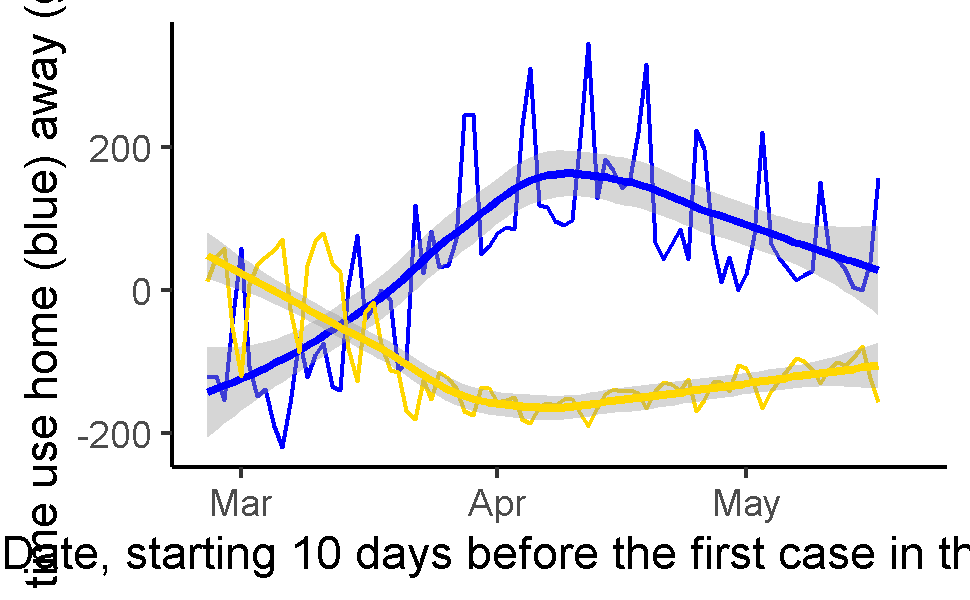 time use home (blue) away (
200
0
-200
Mar Apr May
Date, starting 10 days before the first case in th